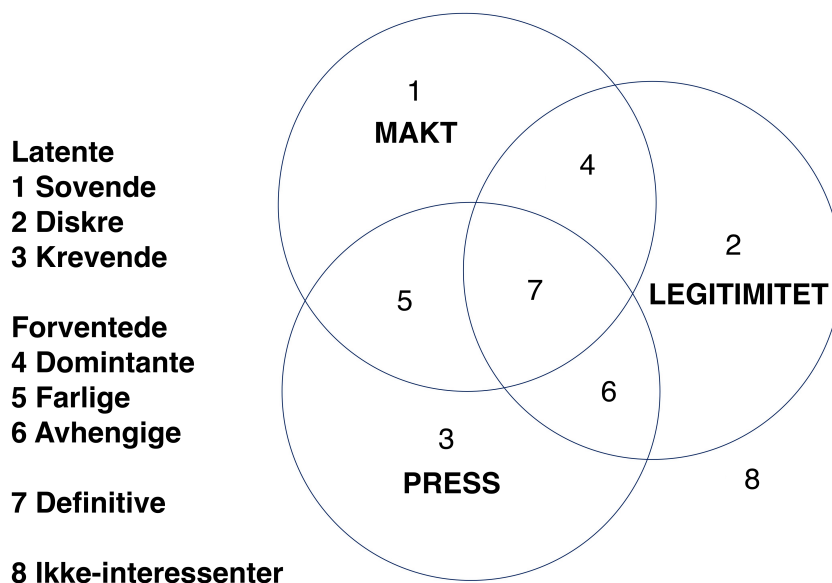 Latente
1 Sovende
2 Diskre
3 Krevende
Forventede
4 Domintante
5 Farlige
6 Avhengige
7 Definitive
8 Ikke-interessenter
1
MAKT
4
2
LEGITIMITET
5
7
6
3
PRESS
8